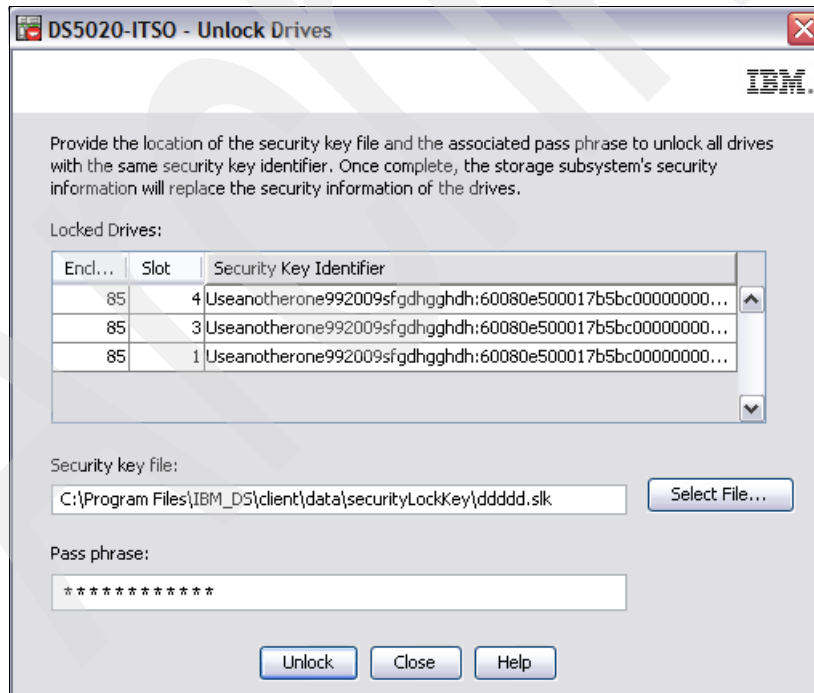 DS5020-ITSO - Unlock Drives
IBM.
Provide the location of the security key file and the associated pass phrase to unlock all drives
with the same security key identifier. Once complete, the storage subsystem's security
information will replace the security information of the drives.
Locked Drives:
Encl... Slot Security Key Identifier
85 4 Useanotherone992009sfgdhgghdh:60080e500017b5bc00000000...
85 3 Useanotherone992009sfgdhgghdh:60080e500017b5bc00000000...
85 1 Useanotherone992009sfgdhgghdh:60080e500017b5bc00000000...
Security key file:
C:\Program Files\IBM_DS\client\data\securityLockKey\ddddd.slk Select File...
Pass phrase:
************
Unlock Close Help